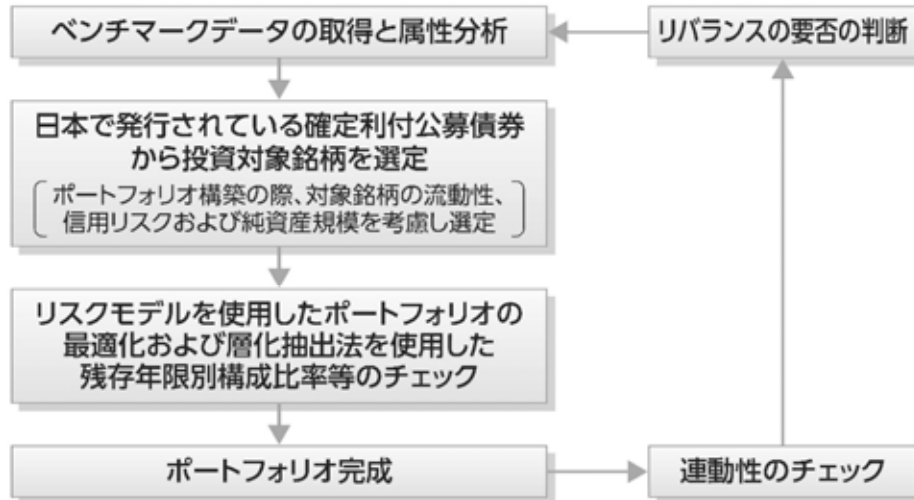 ベンチマークデータの取得と属性分析
リバランスの要否の判断
日本で発行されている確定利付公募債券
から投資対象銘柄を選定
ポートフォリオ構築の際、対象銘柄の流動性、
信用リスクおよび純資産規模を考慮し選定
リスクモデルを使用したポートフォリオの
最適化および層化抽出法を使用した
残存年限別構成比率等のチェック
ポートフォリオ完成
連動性のチェック